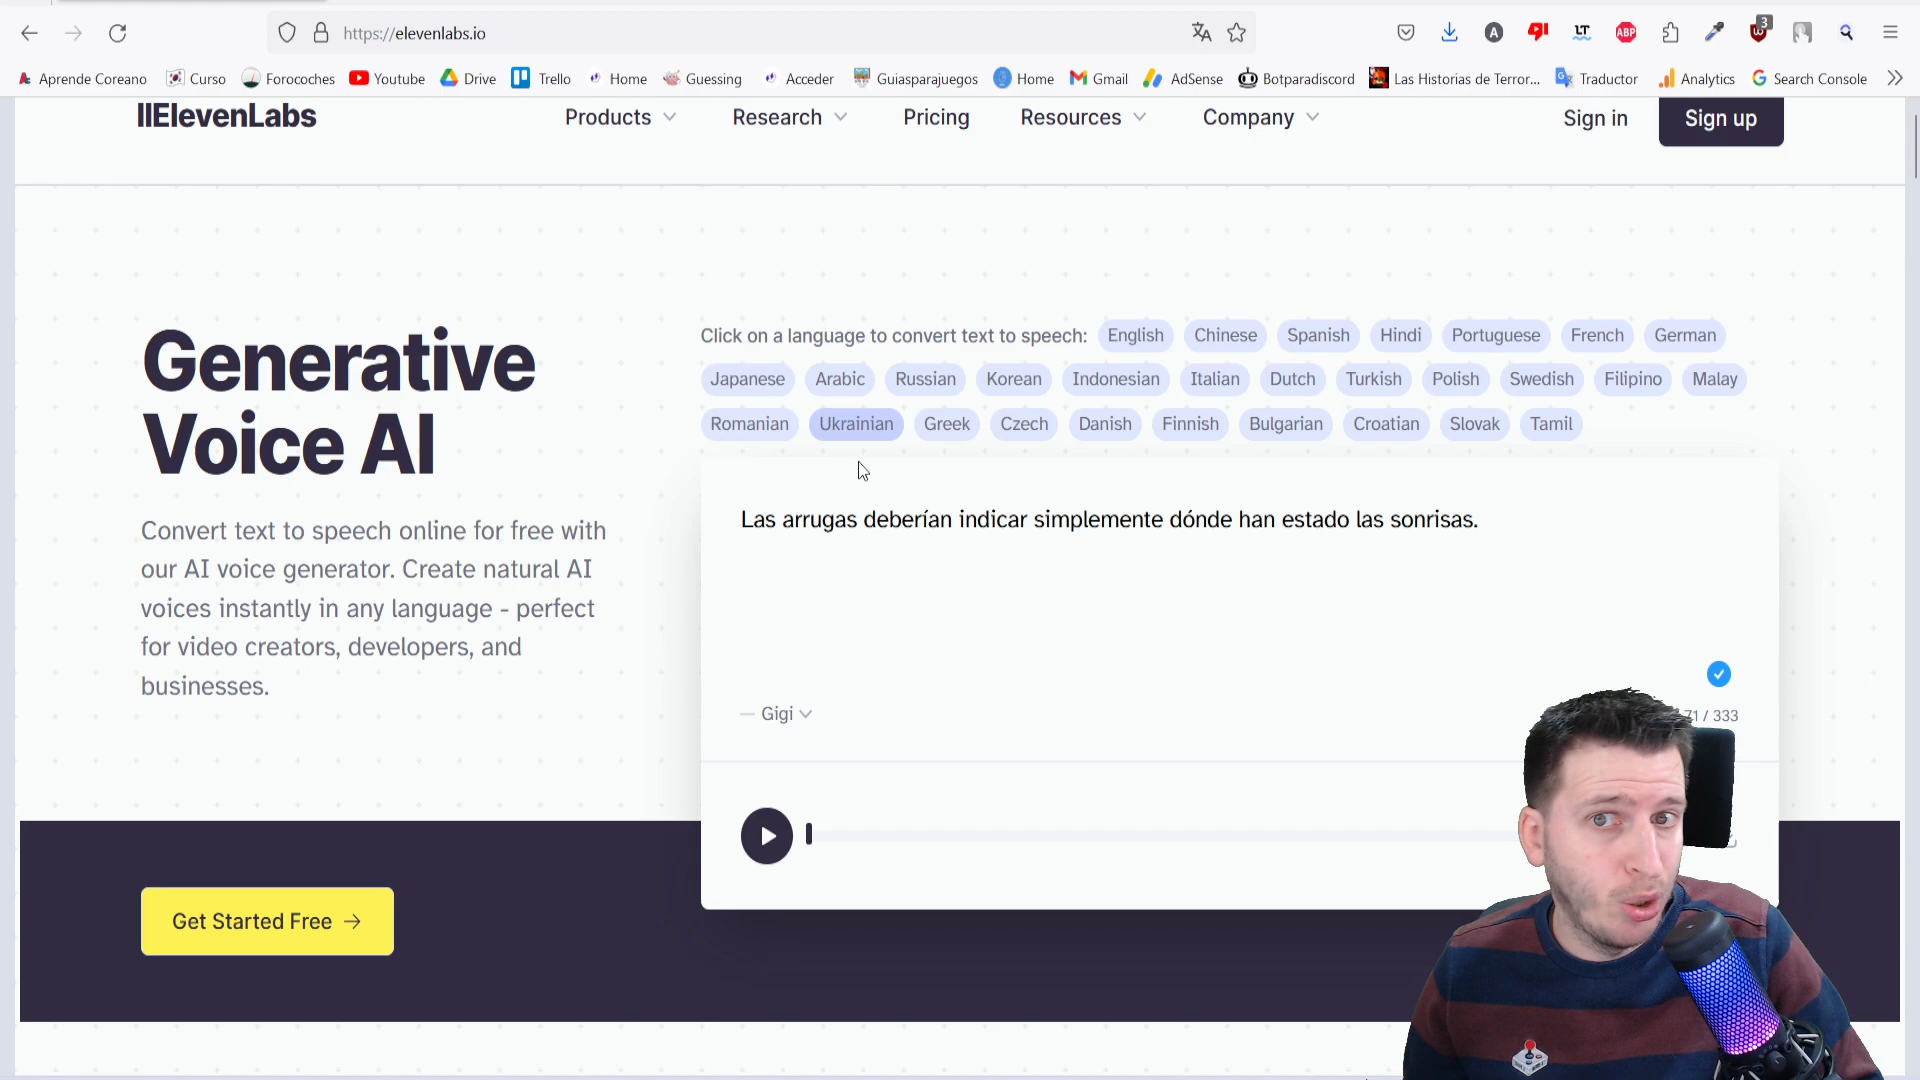 https://elevenlabs.io
A
LT
ABP
3
Aprende Coreano Curso Forocoches Youtube Drive Trello Home Guessing Acceder Guiasparajuegos Home Gmail AdSense Botparadiscord Las Historias de Terror... Traductor Analytics Search Console
IIElevenLabs Products Research Pricing Resources Company Sign in Sign up
Generative
Voice AI
Convert text to speech online for free with
our AI voice generator. Create natural AI
voices instantly in any language - perfect
for video creators, developers, and
businesses.
Get Started Free →
Click on a language to convert text to speech: English Chinese Spanish Hindi Portuguese French German
Japanese Arabic Russian Korean Indonesian Italian Dutch Turkish Polish Swedish Filipino Malay
Romanian Ukrainian Greek Czech Danish Finnish Bulgarian Croatian Slovak Tamil
Las arrugas deberían indicar simplemente dónde han estado las sonrisas.
— Gigi
71 / 333